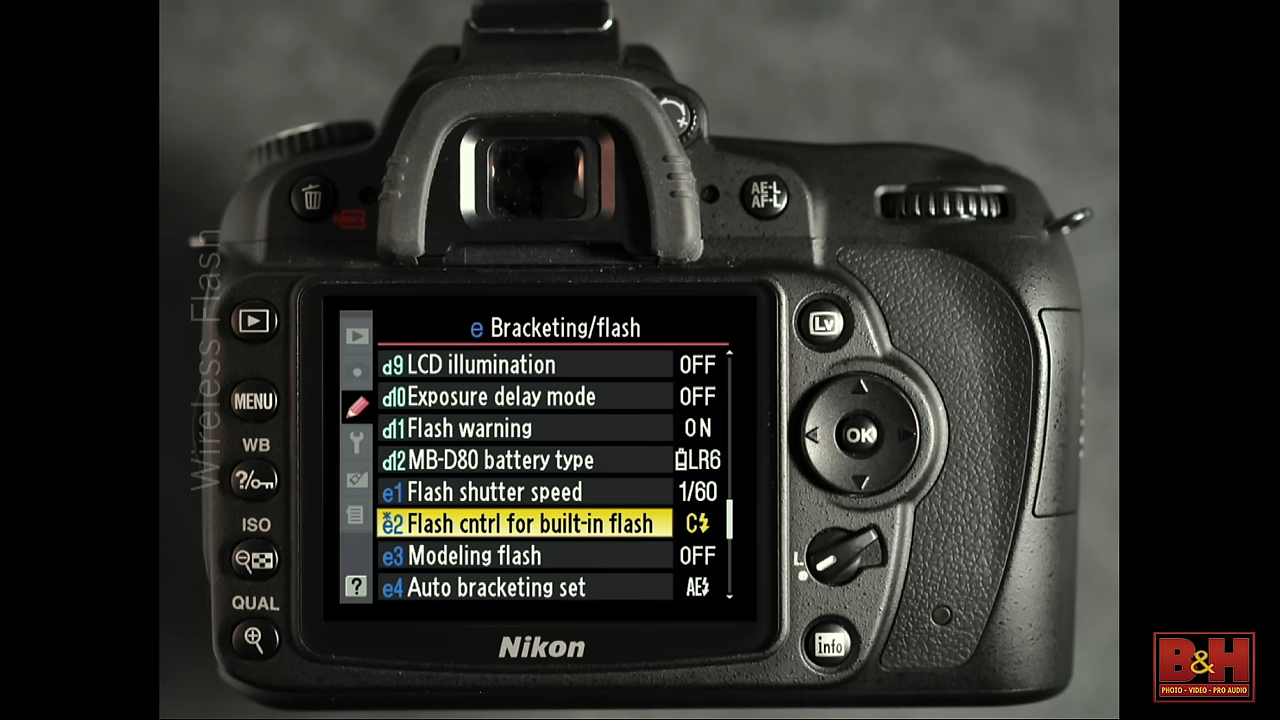 AE-L
AF-L
Wireless Flash
e Bracketing/flash
d9 LCD illumination OFF
d10 Exposure delay mode OFF
d11 Flash warning ON
d12 MB-D80 battery type LR6
e1 Flash shutter speed 1/60
*e2 Flash cntrl for built-in flash C
e3 Modeling flash OFF
e4 Auto bracketing set AE
?
MENU
WB
?/
ISO
QUAL
Lv
OK
L
info
Nikon
B&H
PHOTO - VIDEO - PRO AUDIO